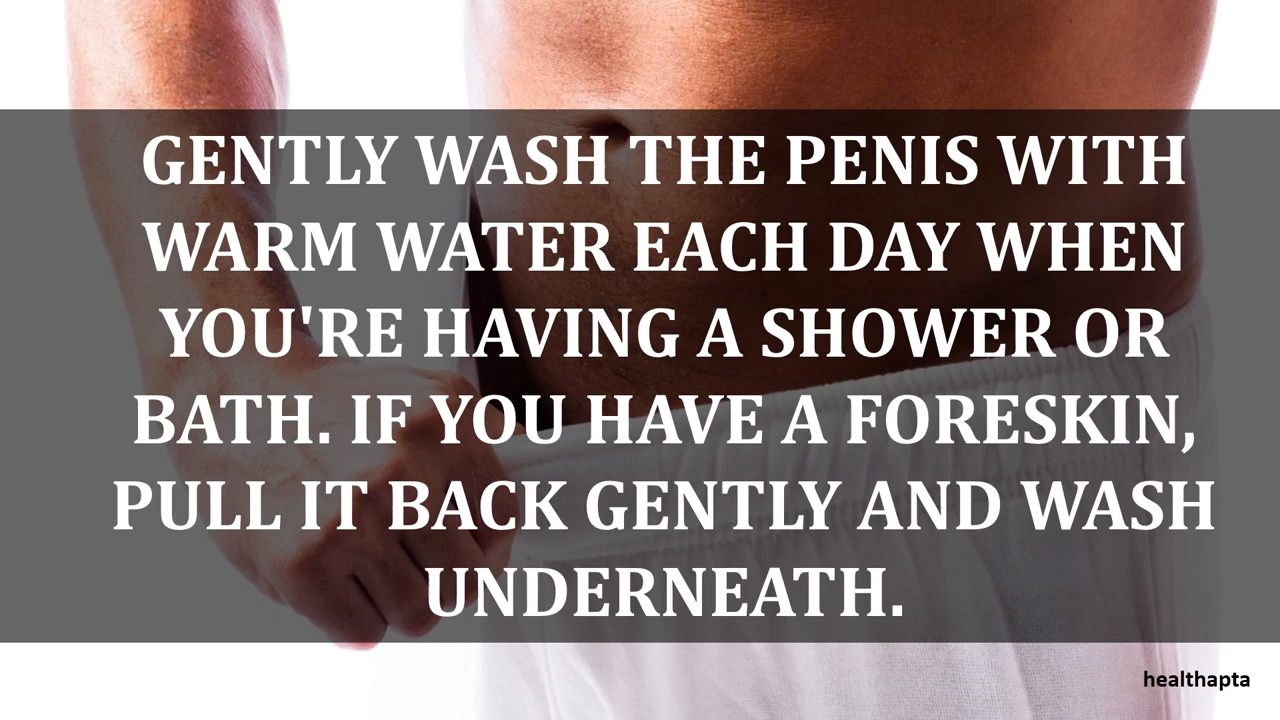 GENTLY WASH THE PENIS WITH
WARM WATER EACH DAY WHEN
YOU'RE HAVING A SHOWER OR
BATH. IF YOU HAVE A FORESKIN,
PULL IT BACK GENTLY AND WASH
UNDERNEATH.
healthapta